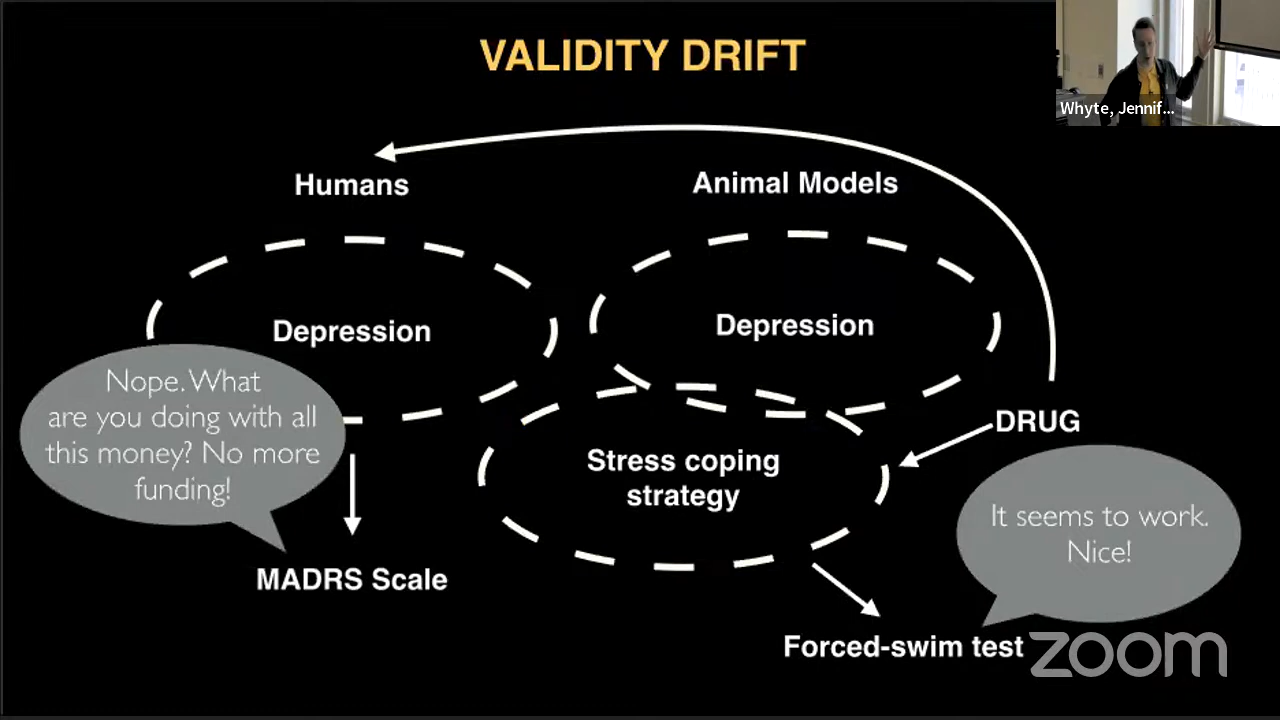 VALIDITY DRIFT
Whyte, Jennif...
Humans
Animal Models
Depression
Depression
Nope. What
are you doing with all
this money? No more
funding!
DRUG
Stress coping
strategy
It seems to work.
Nice!
MADRS Scale
Forced-swim test
zoom